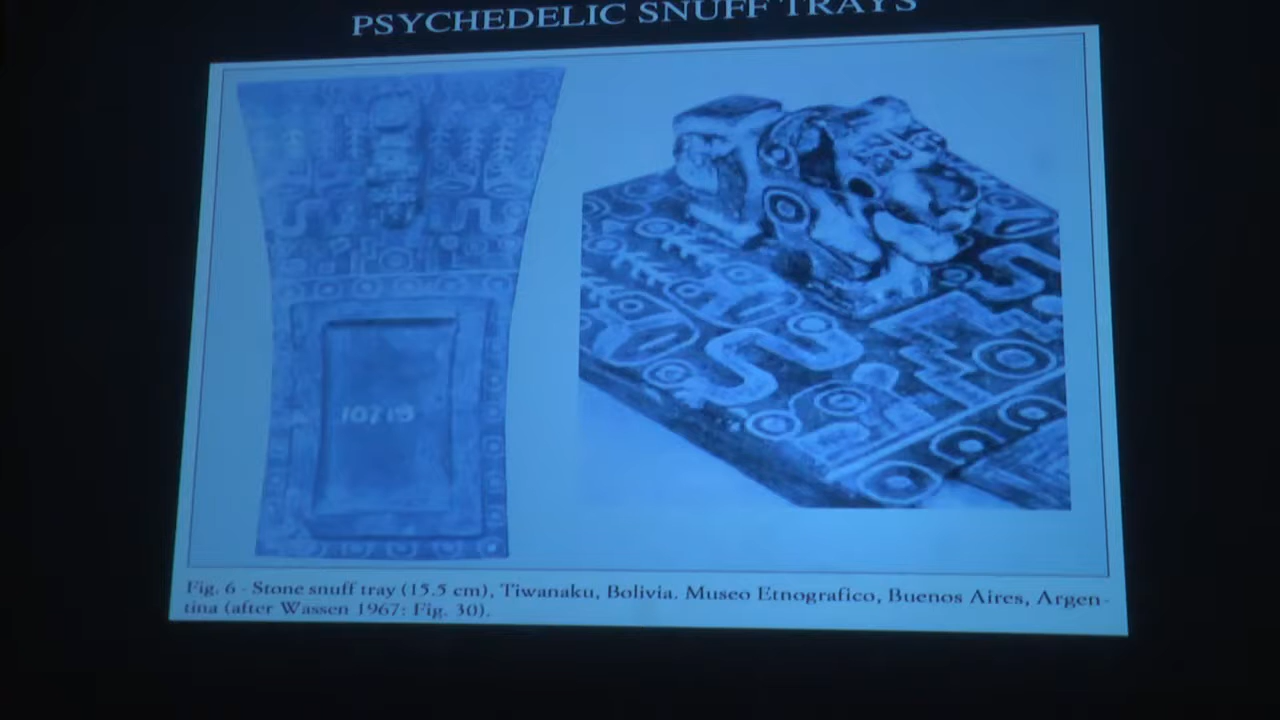 PSYCHEDELIC SNUFF TRAYS
10719
Fig. 6 - Stone snuff tray (15.5 cm), Tiwanaku, Bolivia. Museo Etnografico, Buenos Aires, Argen-
tina (after Wassen 1967: Fig. 30).